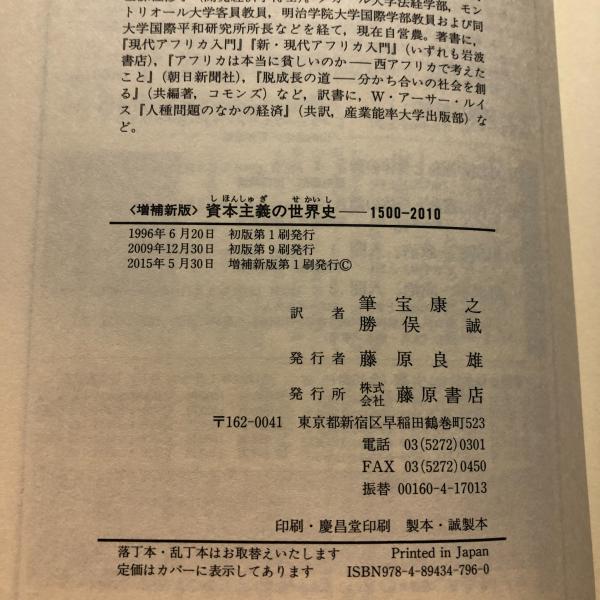 トリオール大学客員教員，明治学院大学国際学部教員および同
大学国際平和研究所所長などを経て，現在自営農。著書に，
『現代アフリカ入門』『新・現代アフリカ入門』（いずれも岩波
書店），『アフリカは本当に貧しいのか――西アフリカで考えた
こと』（朝日新聞社），『脱成長の道――分かち合いの社会を創
る』（共編著，コモンズ）など，訳書に，W・アーサー・ルイ
ス『人種問題のなかの経済』（共訳，産業能率大学出版部）な
ど。
しほんしゅぎ せかいし
〈増補新版〉 資本主義の世界史――1500-2010
1996年6月20日 初版第1刷発行
2009年12月30日 初版第9刷発行
2015年5月30日 増補新版第1刷発行©
訳者 筆宝康之
勝俣誠
発行者 藤原良雄
発行所 株式会社 藤原書店
〒162-0041 東京都新宿区早稲田鶴巻町523
電話 03(5272)0301
FAX 03(5272)0450
振替 00160-4-17013
印刷・慶昌堂印刷 製本・誠製本
落丁本・乱丁本はお取替えいたします Printed in Japan
定価はカバーに表示してあります ISBN978-4-89434-796-0